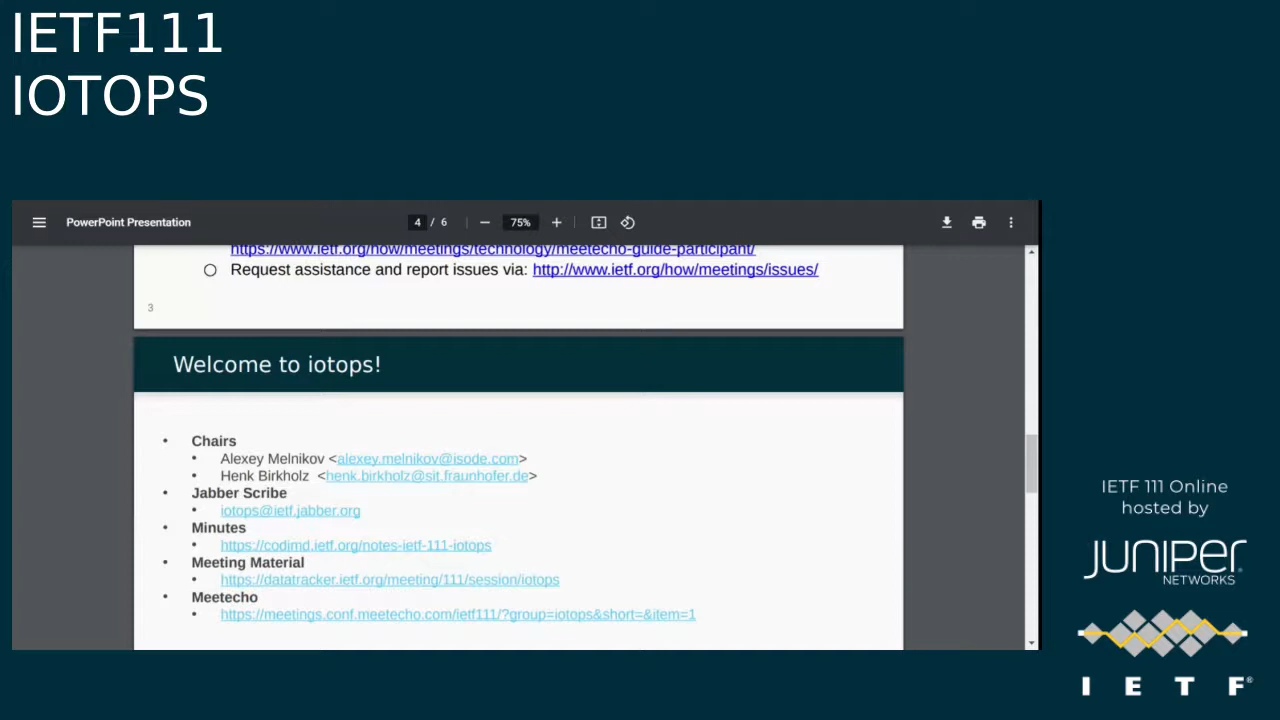 IETF111
IOTOPS
PowerPoint Presentation
4 / 6
75%
https://www.ietf.org/how/meetings/technology/meetecho-guide-participant/
Request assistance and report issues via: http://www.ietf.org/how/meetings/issues/
3
Welcome to iotops!
• Chairs
• Alexey Melnikov <alexey.melnikov@isode.com>
• Henk Birkholz <henk.birkholz@sit.fraunhofer.de>
• Jabber Scribe
• iotops@ietf.jabber.org
• Minutes
• https://codimd.ietf.org/notes-ietf-111-iotops
• Meeting Material
• https://datatracker.ietf.org/meeting/111/session/iotops
• Meetecho
• https://meetings.conf.meetecho.com/ietf111/?group=iotops&short=&item=1
IETF 111 Online
hosted by
JUNIPER
NETWORKS
I E T F®